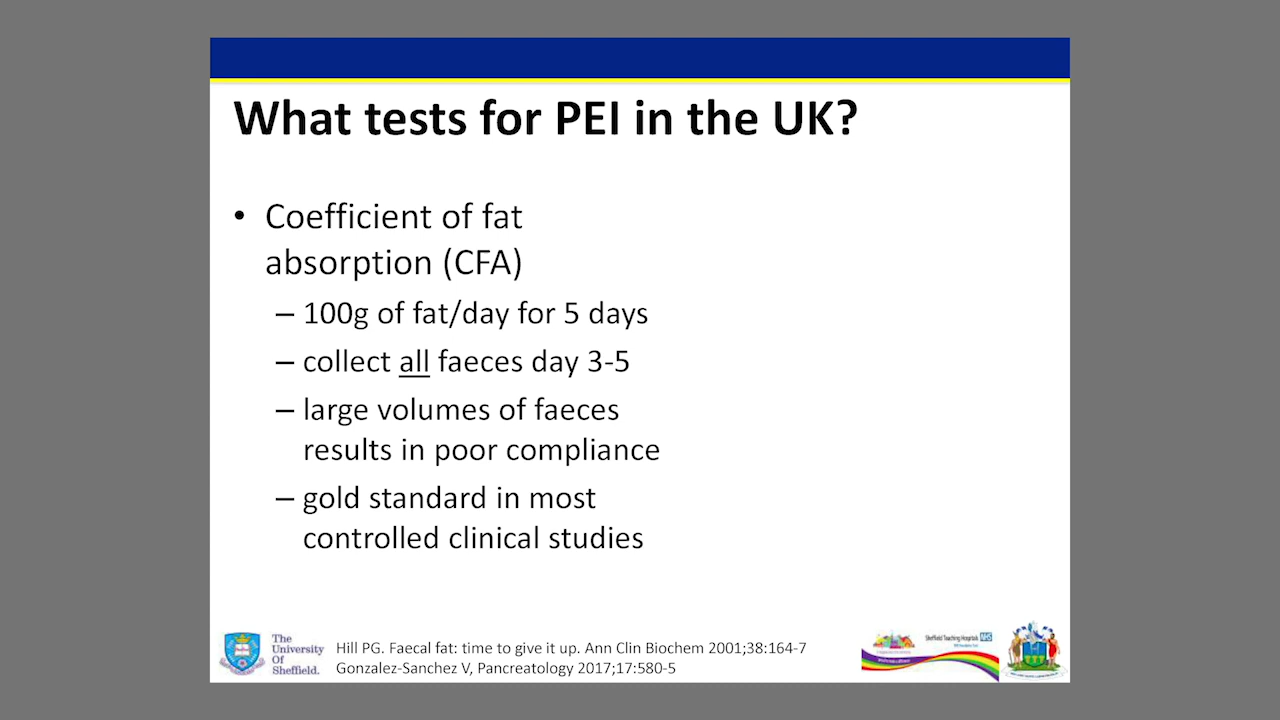 What tests for PEI in the UK?
• Coefficient of fat
absorption (CFA)
– 100g of fat/day for 5 days
– collect all faeces day 3-5
– large volumes of faeces
results in poor compliance
– gold standard in most
controlled clinical studies
The
University
Of
Sheffield.
Hill PG. Faecal fat: time to give it up. Ann Clin Biochem 2001;38:164-7
Gonzalez-Sanchez V, Pancreatology 2017;17:580-5
Sheffield Teaching Hospitals NHS